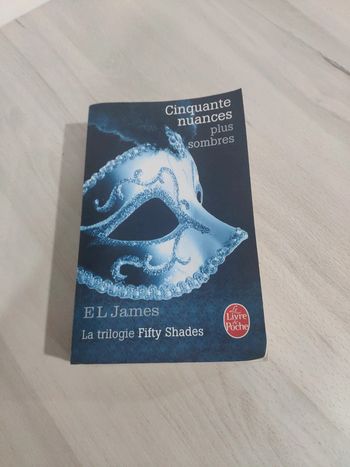 Cinquante
nuances
plus
sombres
E L James
La trilogie Fifty Shades
Le
Livre
de
Poche